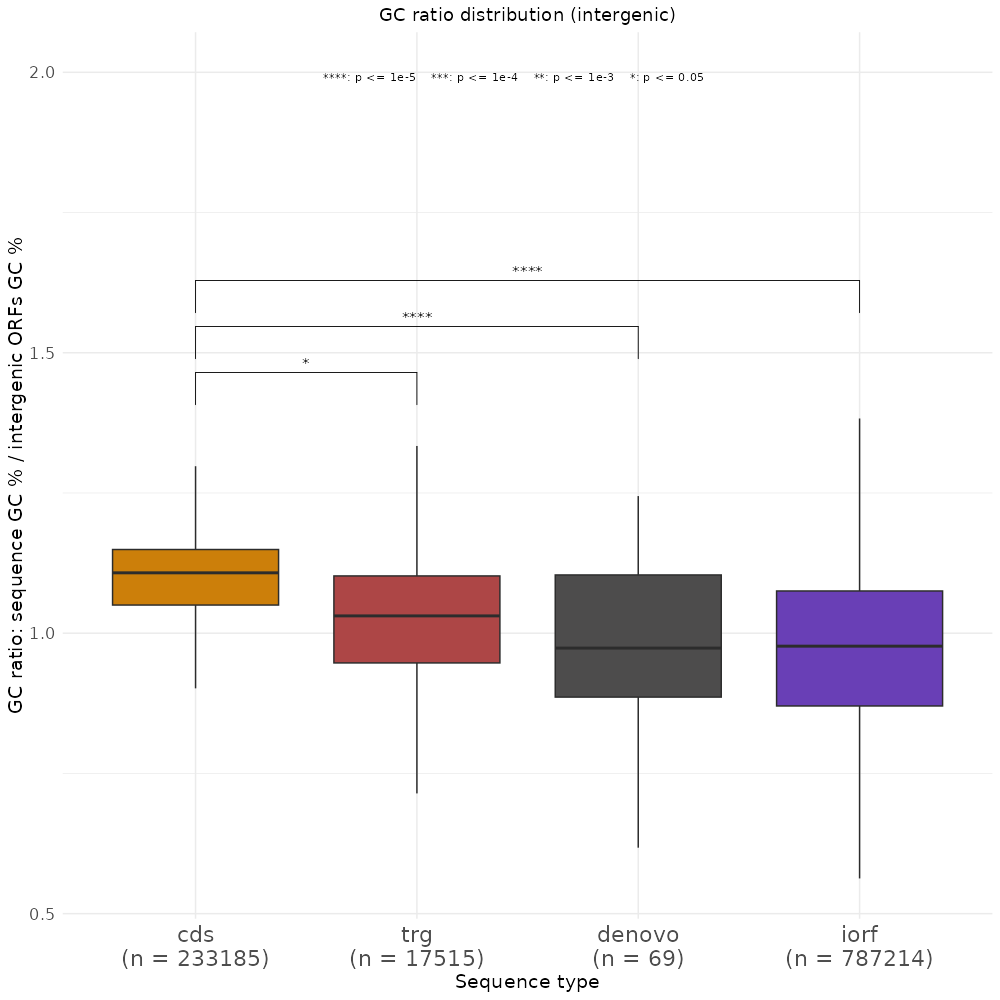 GC ratio distribution (intergenic)
2.0
****: p <= 1e-5 ***: p <= 1e-4 **: p <= 1e-3 *: p <= 0.05
****
****
1.5
*
GC ratio: sequence GC % / intergenic ORFs GC %
1.0
0.5
cds trg denovo iorf
(n = 233185) (n = 17515) (n = 69) (n = 787214)
Sequence type